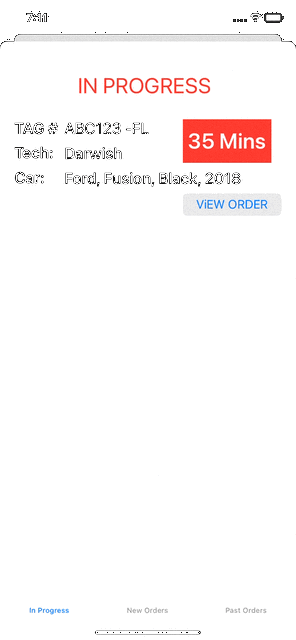 7:41
IN PROGRESS
TAG # ABC123 -FL
35 Mins
Tech: Darwish
Car: Ford, Fusion, Black, 2018
ViEW ORDER
In Progress New Orders Past Orders